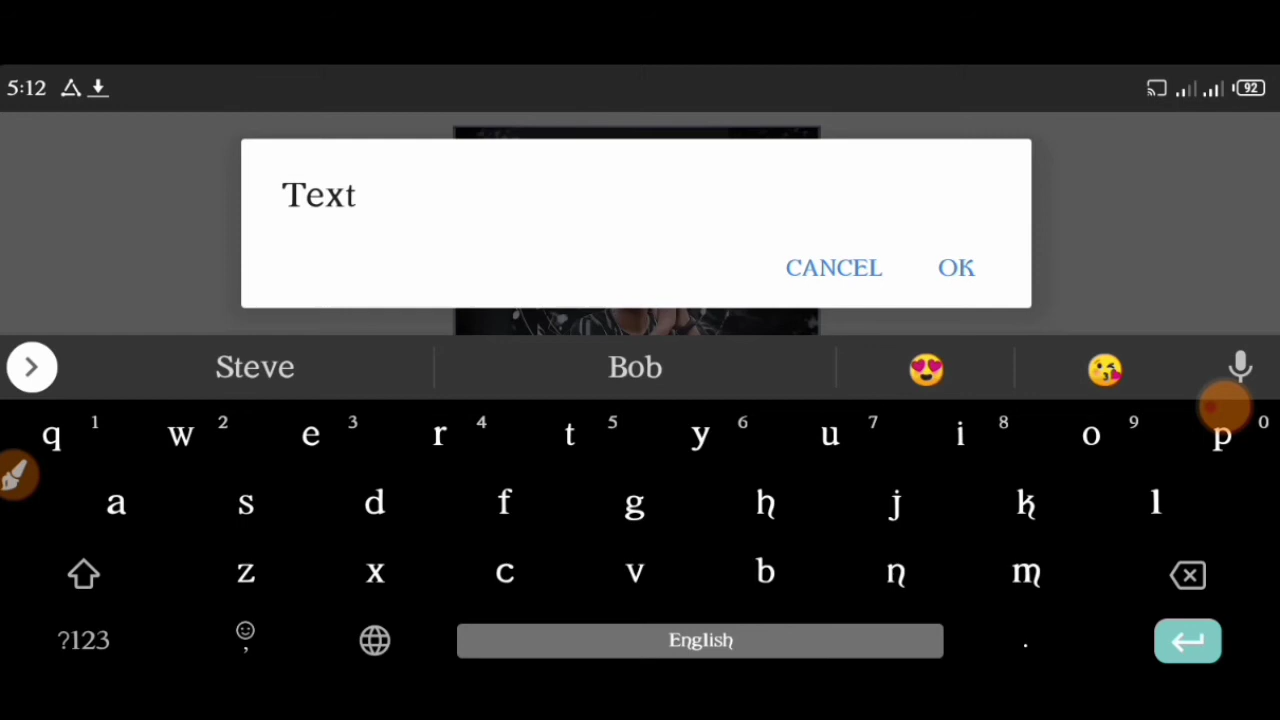 5:12 92
Text
CANCEL OK
Steve Bob
q 1 w 2 e 3 r 4 t 5 y 6 u 7 i 8 o 9 p 0
a s d f g h j k l
z x c v b n m
?123 , English .